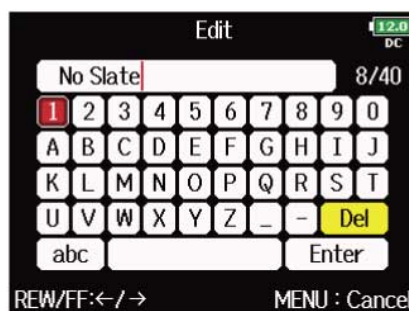 Edit 12.0
DC
No Slate 8/40
1 2 3 4 5 6 7 8 9 0
A B C D E F G H I J
K L M N O P Q R S T
U V W X Y Z _ - Del
abc Enter
REW/FF:←/→ MENU : Cancel